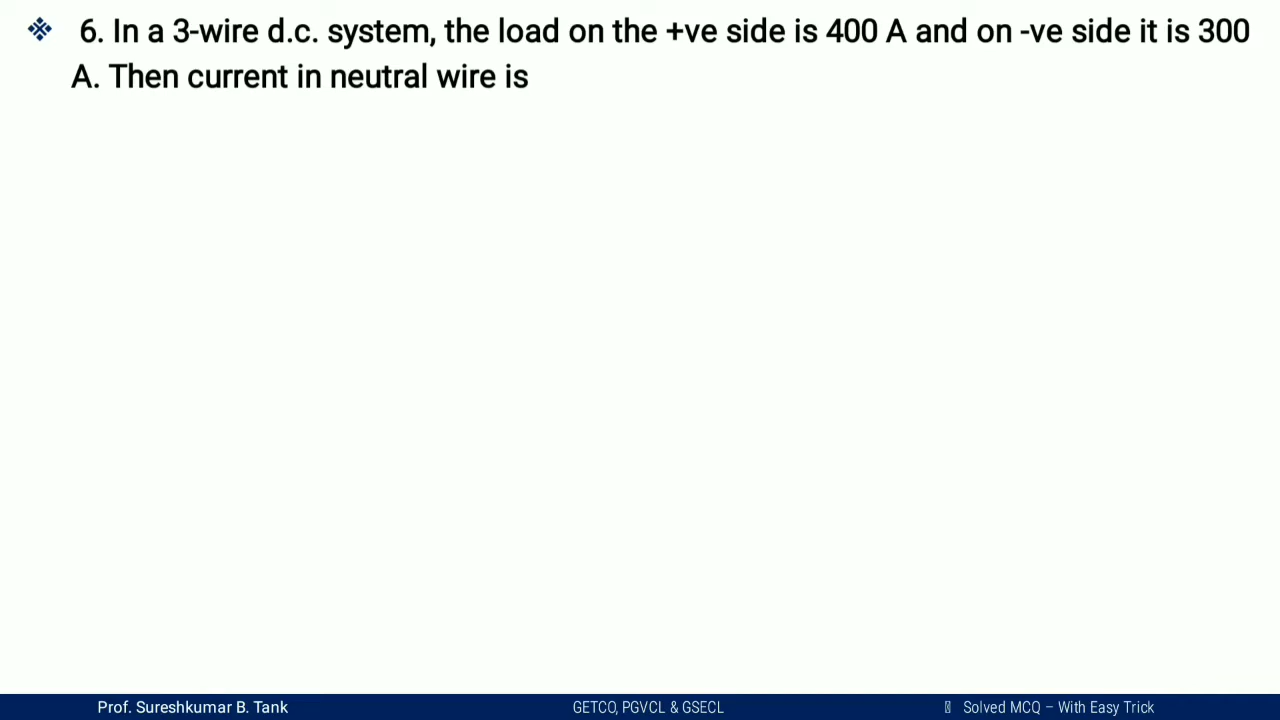 ❖ 6. In a 3-wire d.c. system, the load on the +ve side is 400 A and on -ve side it is 300
A. Then current in neutral wire is
Prof. Sureshkumar B. Tank GETCO, PGVCL & GSECL Solved MCQ – With Easy Trick